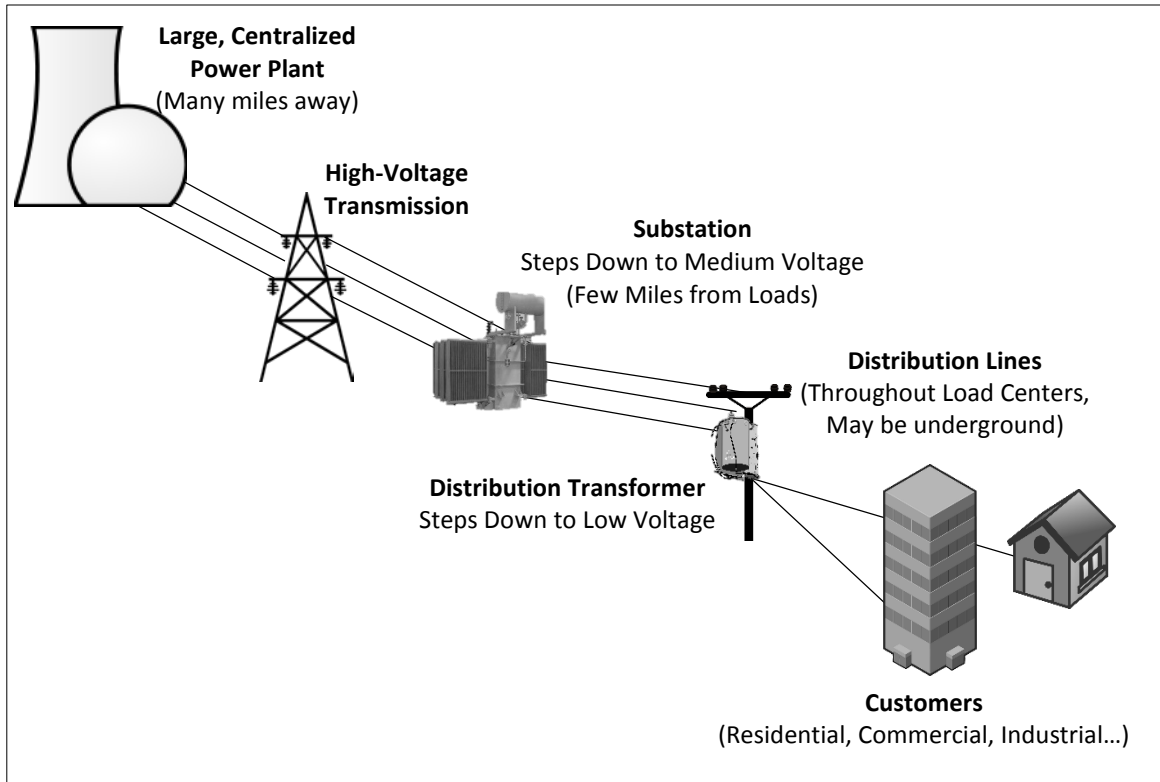 Large, Centralized
Power Plant
(Many miles away)
High-Voltage
Transmission
Substation
Steps Down to Medium Voltage
(Few Miles from Loads)
Distribution Lines
(Throughout Load Centers,
May be underground)
Distribution Transformer
Steps Down to Low Voltage
Customers
(Residential, Commercial, Industrial…)